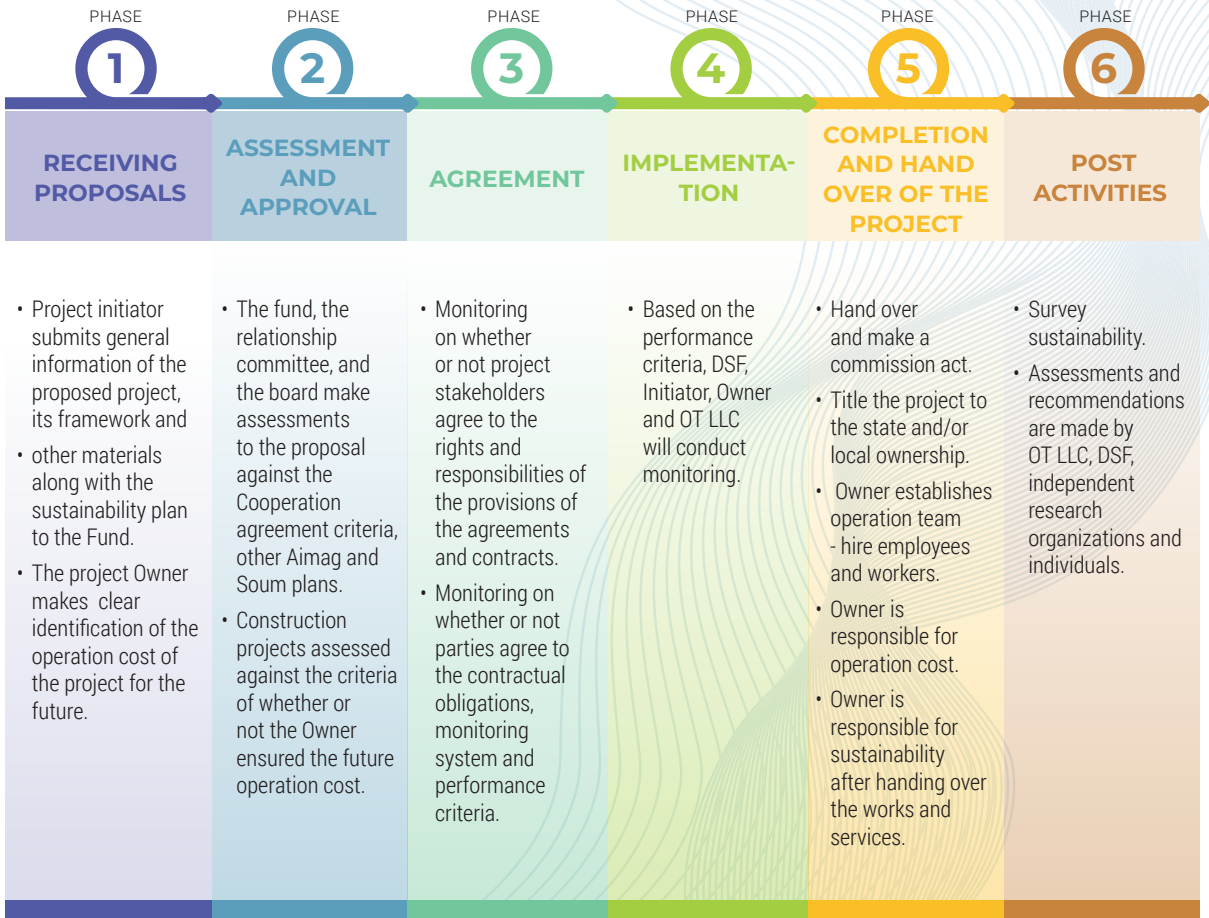 PHASE
1
RECEIVING
PROPOSALS
• Project initiator
submits general
information of the
proposed project,
its framework and
• other materials
along with the
sustainability plan
to the Fund.
• The project Owner
makes clear
identification of the
operation cost of
the project for the
future.
PHASE
2
ASSESSMENT
AND
APPROVAL
• The fund, the
relationship
committee, and
the board make
assessments
to the proposal
against the
Cooperation
agreement criteria,
other Aimag and
Soum plans.
• Construction
projects assessed
against the criteria
of whether or
not the Owner
ensured the future
operation cost.
PHASE
3
AGREEMENT
• Monitoring
on whether
or not project
stakeholders
agree to the
rights and
responsibilities of
the provisions of
the agreements
and contracts.
• Monitoring on
whether or not
parties agree to
the contractual
obligations,
monitoring
system and
performance
criteria.
PHASE
4
IMPLEMENTA-
TION
• Based on the
performance
criteria, DSF,
Initiator, Owner
and OT LLC
will conduct
monitoring.
PHASE
5
COMPLETION
AND HAND
OVER OF THE
PROJECT
• Hand over
and make a
commission act.
• Title the project to
the state and/or
local ownership.
• Owner establishes
operation team
- hire employees
and workers.
• Owner is
responsible for
operation cost.
• Owner is
responsible for
sustainability
after handing over
the works and
services.
PHASE
6
POST
ACTIVITIES
• Survey
sustainability.
• Assessments and
recommendations
are made by
OT LLC, DSF,
independent
research
organizations and
individuals.